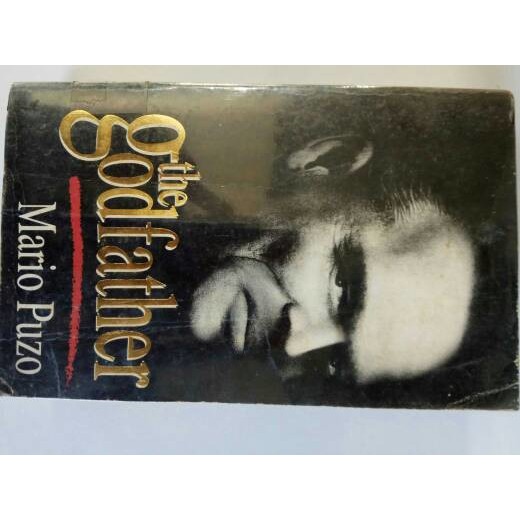 the
godfather
Mario Puzo